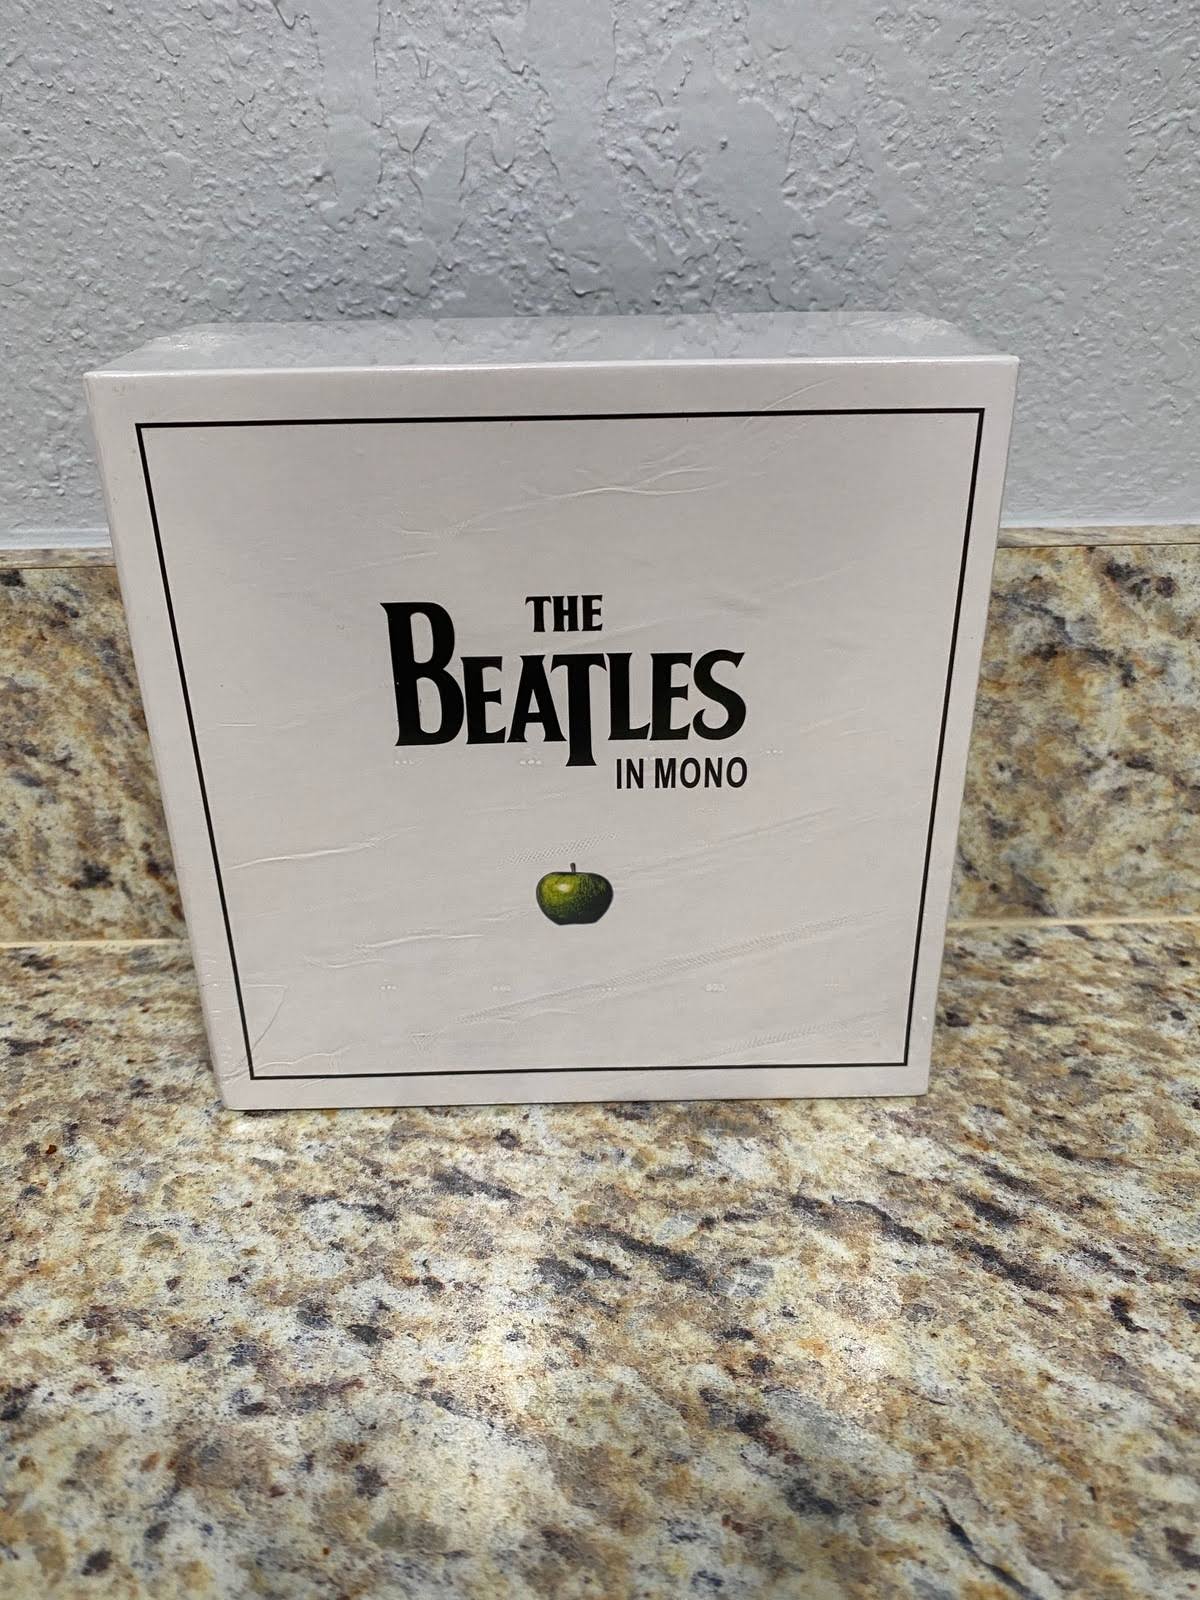 THE
BEATLES
IN MONO